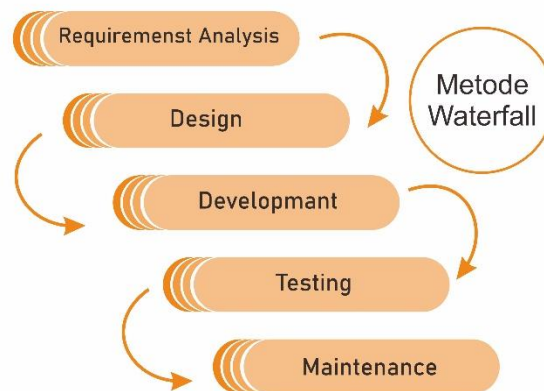 Requiremenst Analysis
Metode
Waterfall
Design
Developmant
Testing
Maintenance